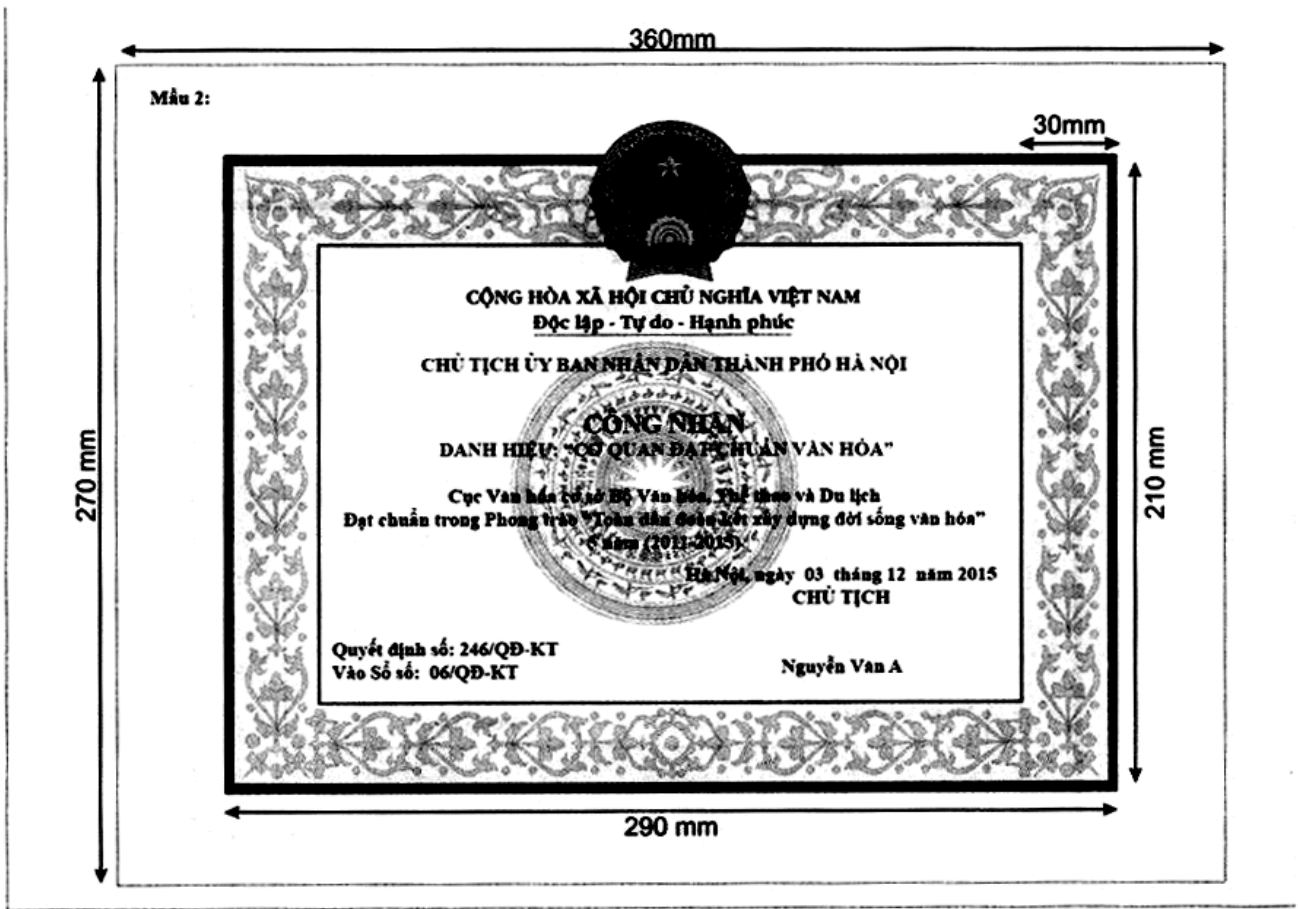 360mm
Mẫu 2:
30mm
CỘNG HÒA XÃ HỘI CHỦ NGHĨA VIỆT NAM
Độc lập - Tự do - Hạnh phúc
CHỦ TỊCH ỦY BAN NHÂN DÂN THÀNH PHỐ HÀ NỘI
CÔNG NHẬN
DANH HIỆU: "CƠ QUAN ĐẠT CHUẨN VĂN HÓA"
270 mm
210 mm
Cục Văn hóa cơ sở Bộ Văn hóa, Thể thao và Du lịch
Đạt chuẩn trong Phong trào "Toàn dân đoàn kết xây dựng đời sống văn hóa"
5 năm (2011-2015).
Hà Nội, ngày 03 tháng 12 năm 2015
CHỦ TỊCH
Quyết định số: 246/QĐ-KT
Vào Sổ số: 06/QĐ-KT
Nguyễn Văn A
290 mm